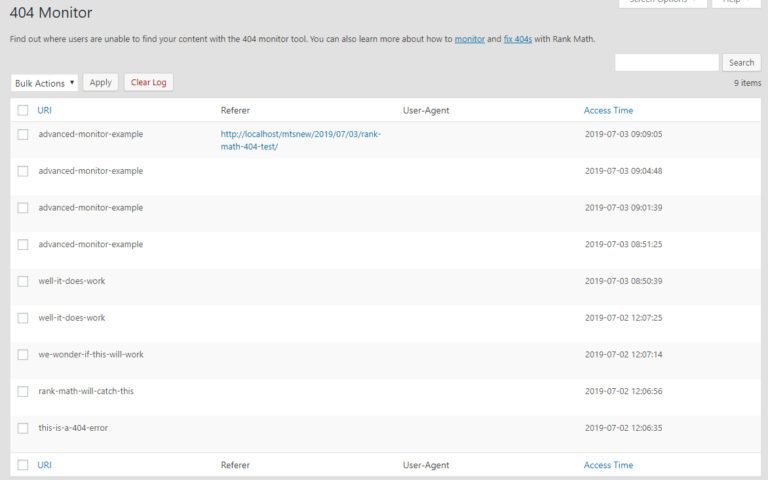 Screen Options Help
404 Monitor
Find out where users are unable to find your content with the 404 monitor tool. You can also learn more about how to monitor and fix 404s with Rank Math.
Search
Bulk Actions Apply Clear Log 9 items
URI Referer User-Agent Access Time
advanced-monitor-example http://localhost/mtsnew/2019/07/03/rank- 2019-07-03 09:09:05
math-404-test/
advanced-monitor-example 2019-07-03 09:04:48
advanced-monitor-example 2019-07-03 09:01:39
advanced-monitor-example 2019-07-03 08:51:25
well-it-does-work 2019-07-03 08:50:39
well-it-does-work 2019-07-02 12:07:25
we-wonder-if-this-will-work 2019-07-02 12:07:14
rank-math-will-catch-this 2019-07-02 12:06:56
this-is-a-404-error 2019-07-02 12:06:35
URI Referer User-Agent Access Time